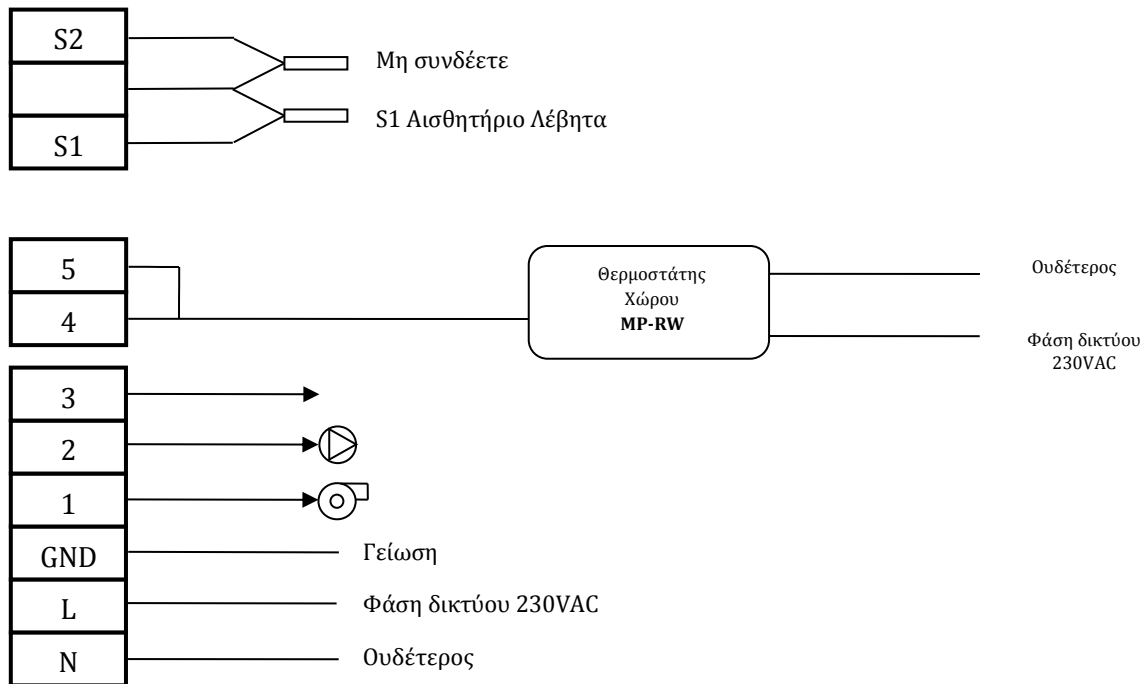 S2
Μη συνδέετε
S1 Αισθητήριο Λέβητα
S1
5
4
Θερμοστάτης
Χώρου
MP-RW
Ουδέτερος
Φάση δικτύου
230VAC
3
2
1
GND
Γείωση
L
Φάση δικτύου 230VAC
N
Ουδέτερος